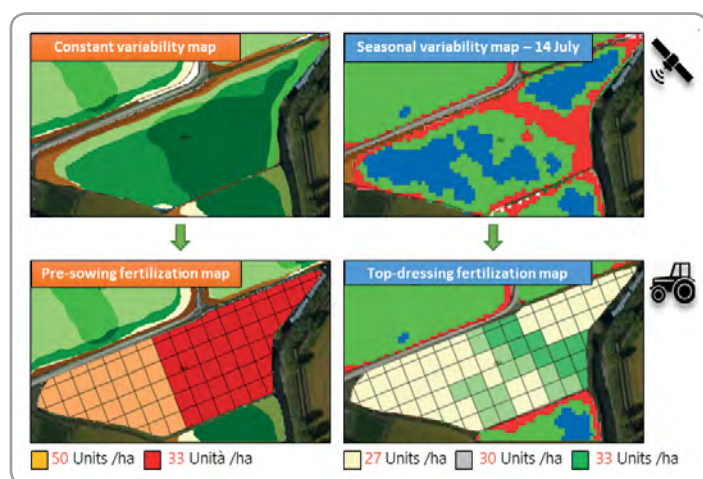 Constant variability map
Seasonal variability map – 14 July
Pre-sowing fertilization map
Top-dressing fertilization map
50 Units /ha
33 Unità /ha
27 Units /ha
30 Units /ha
33 Units /ha